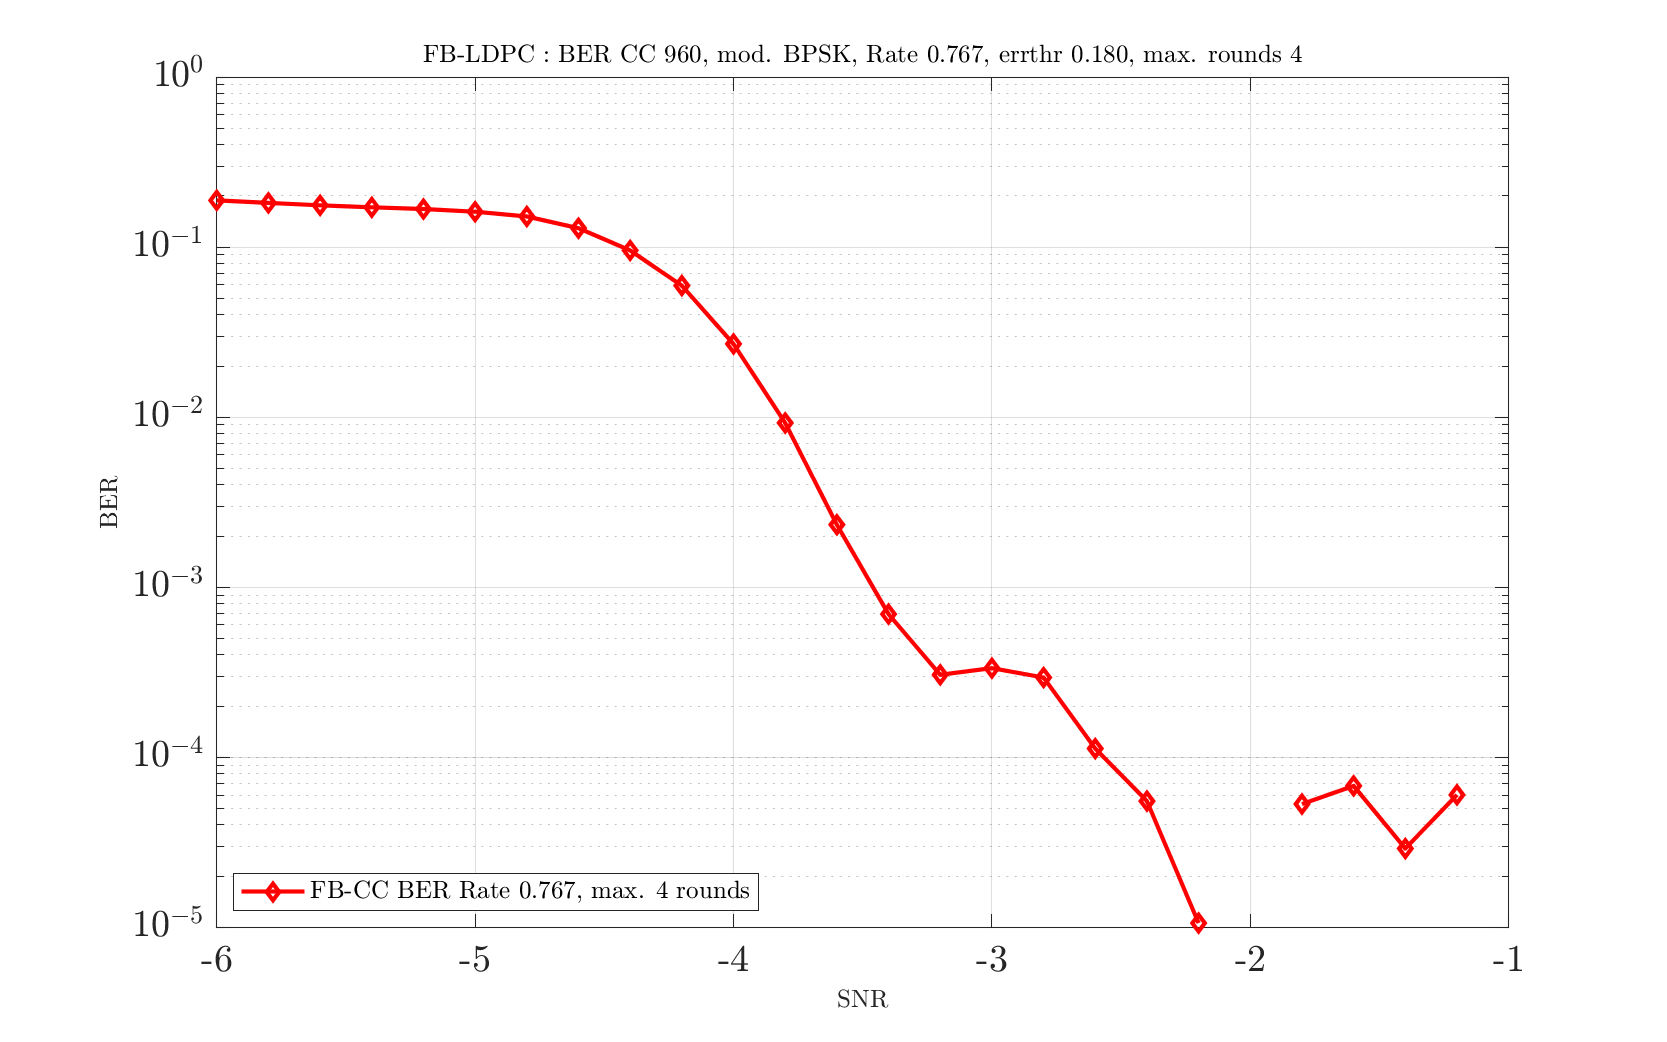 FB-LDPC : BER CC 960, mod. BPSK, Rate 0.767, errthr 0.180, max. rounds 4
10^0
10^-1
10^-2
10^-3
10^-4
10^-5
BER
FB-CC BER Rate 0.767, max. 4 rounds
-6 -5 -4 -3 -2 -1
SNR